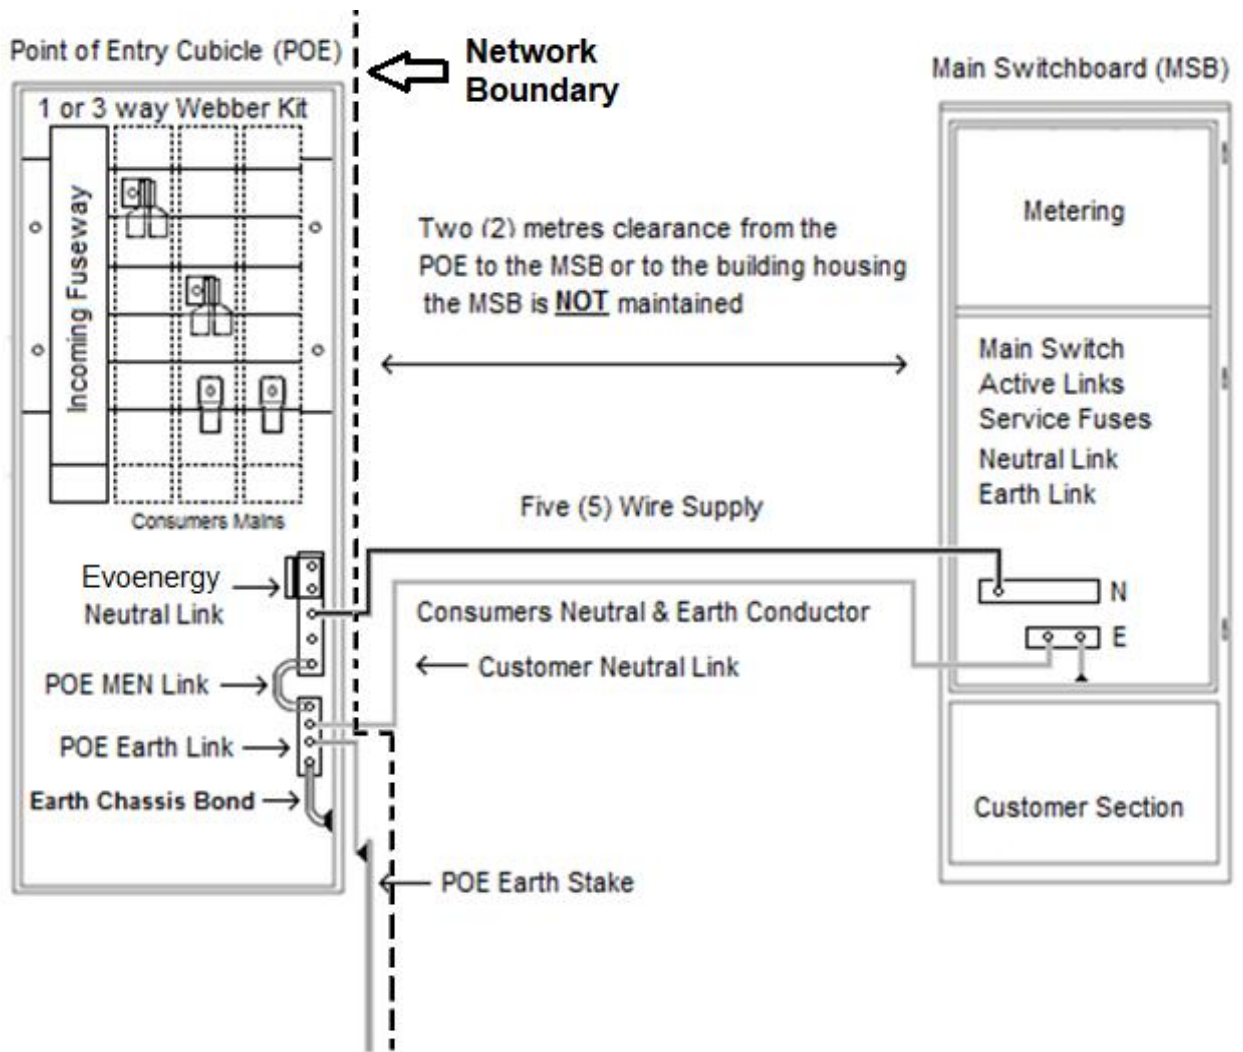 Point of Entry Cubicle (POE)
Network
Boundary
Main Switchboard (MSB)
1 or 3 way Webber Kit
Incoming Fuseway
Metering
Two (2) metres clearance from the
POE to the MSB or to the building housing
the MSB is NOT maintained
Main Switch
Active Links
Service Fuses
Neutral Link
Earth Link
Consumers Mains
Five (5) Wire Supply
Evoenergy
Neutral Link
N
Consumers Neutral & Earth Conductor
E
Customer Neutral Link
POE MEN Link
POE Earth Link
Earth Chassis Bond
Customer Section
POE Earth Stake